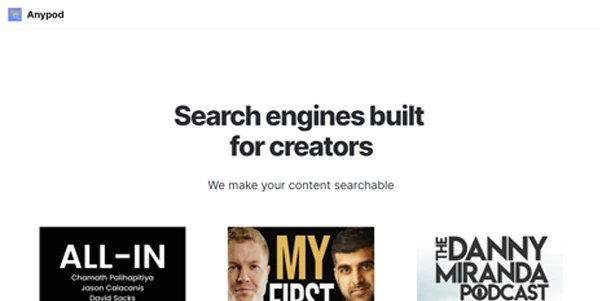 Anypod
Search engines built
for creators
We make your content searchable
ALL-IN
Chamath Palihapitiya
Jason Calacanis
David Sacks
MY
FIRST
THE DANNY
MIRANDA
PODCAST